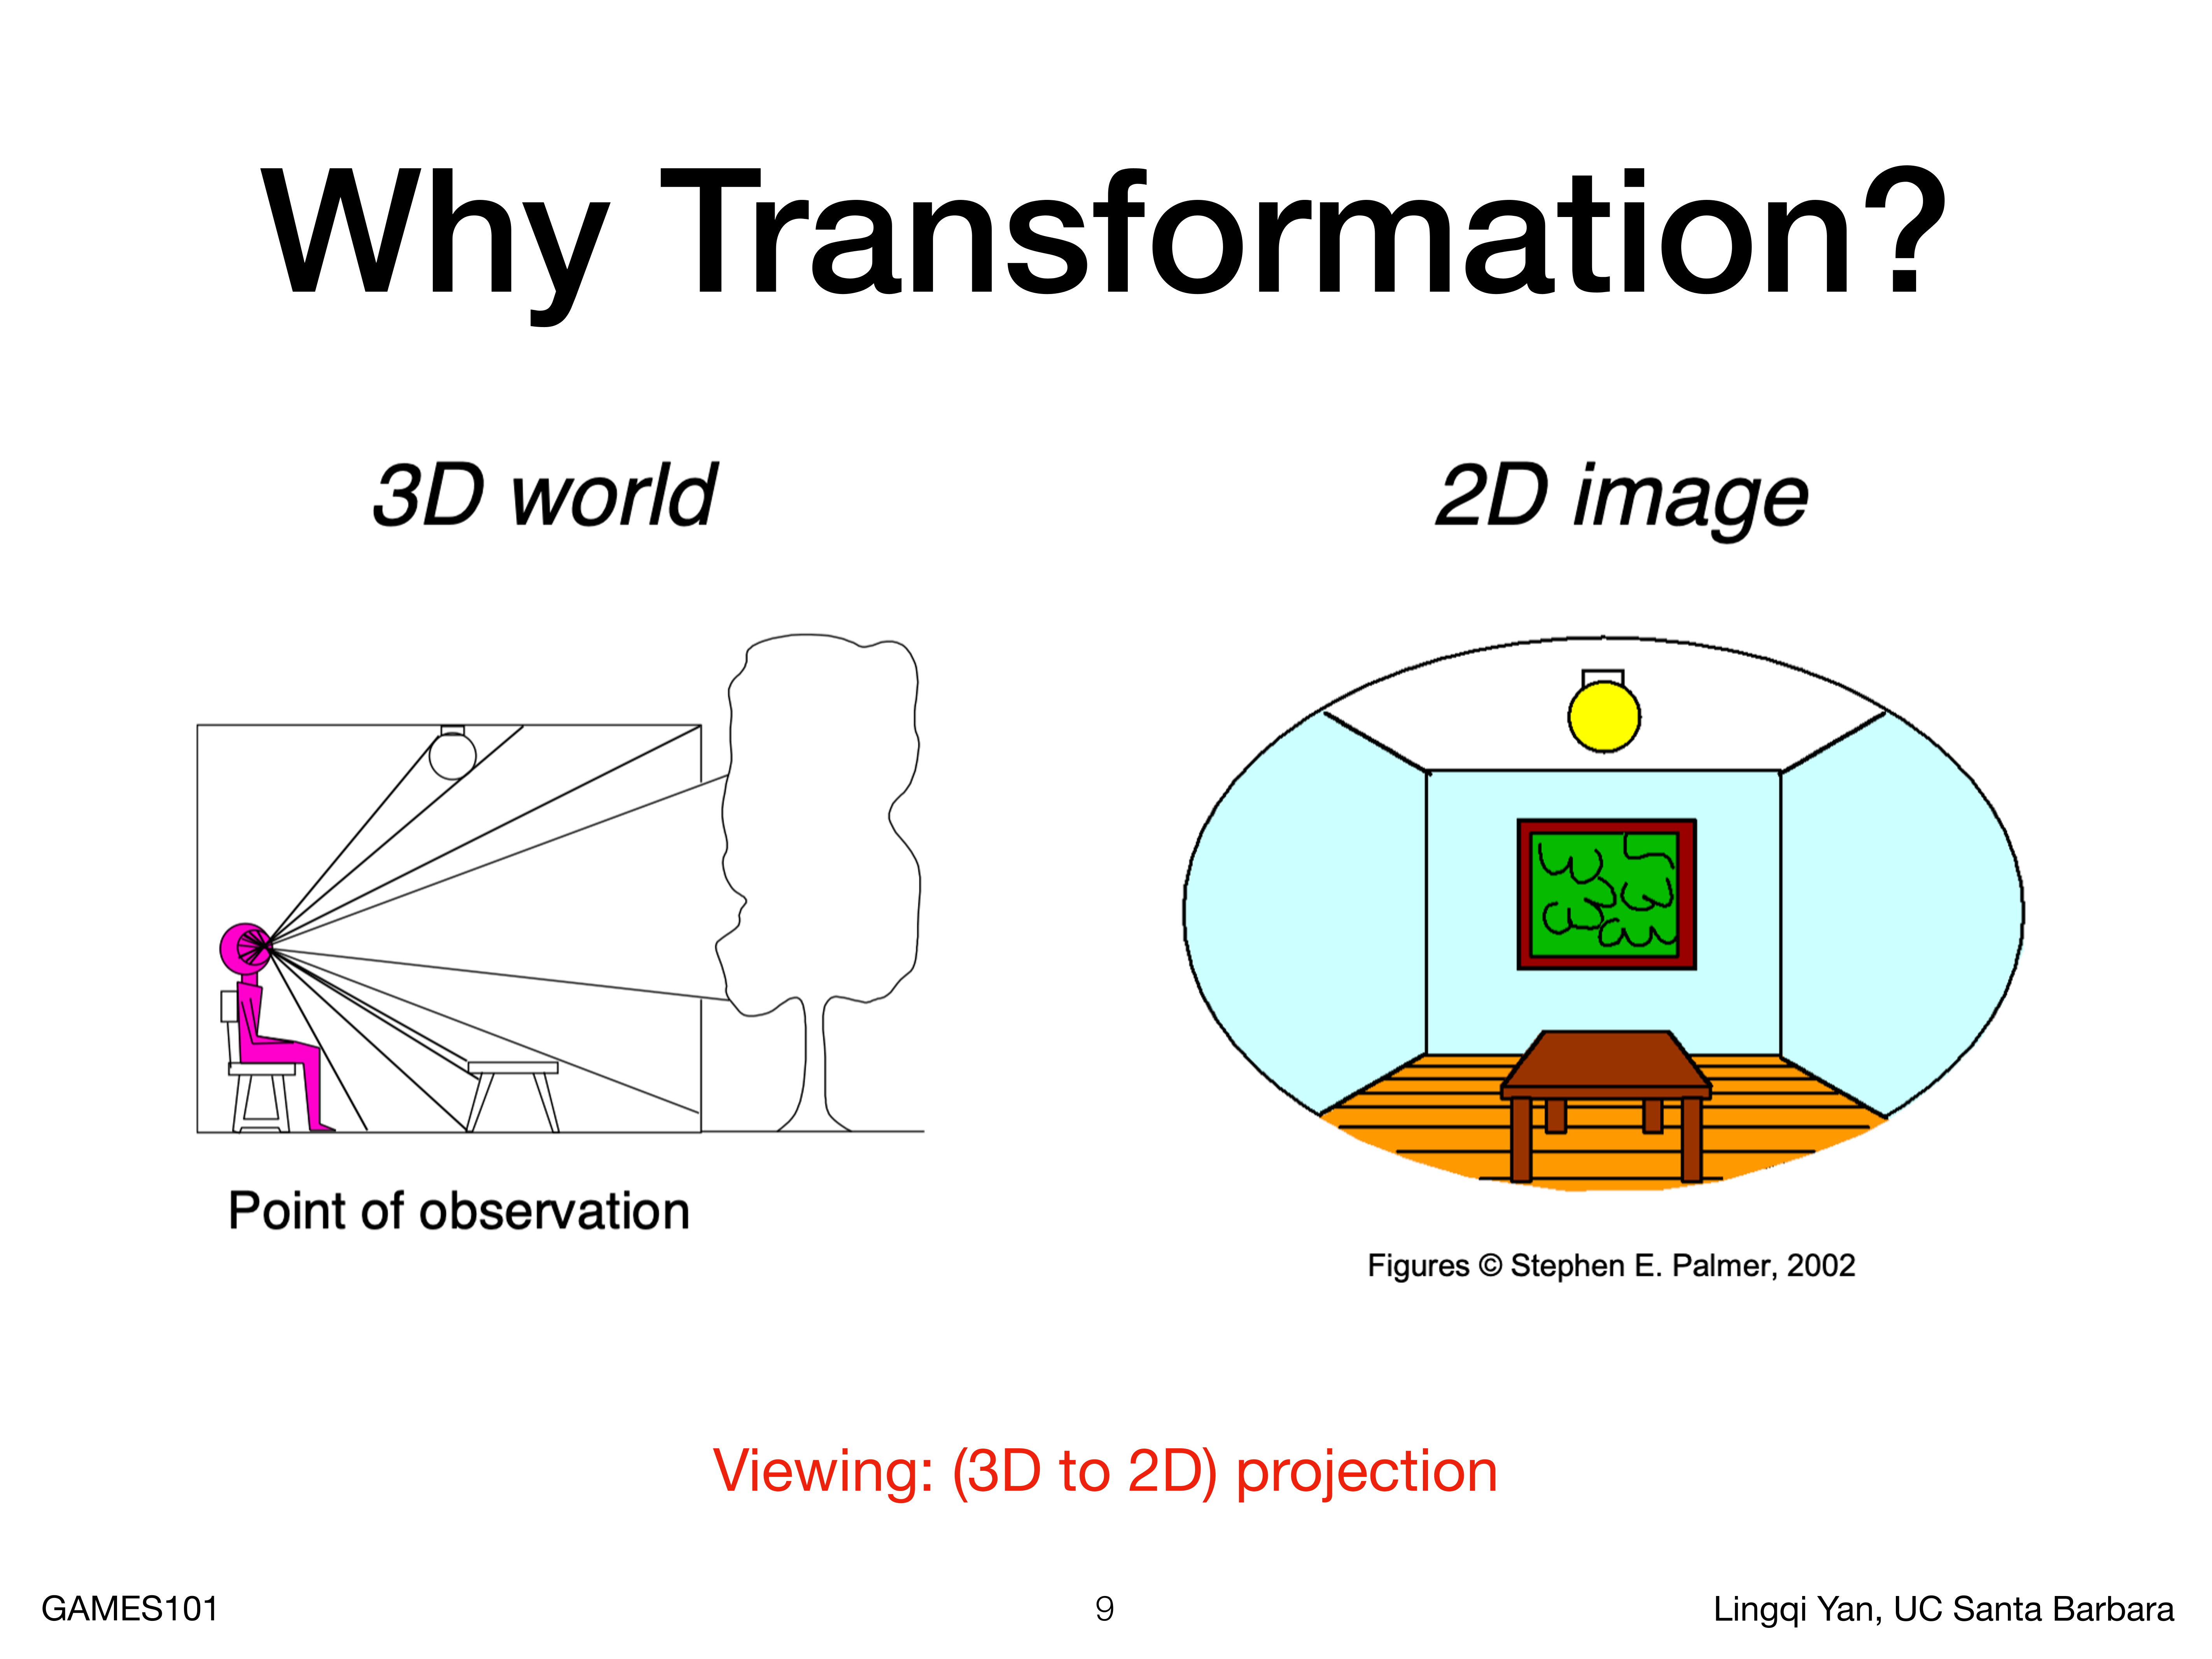 Why Transformation?
3D world
2D image
Point of observation
Figures © Stephen E. Palmer, 2002
Viewing: (3D to 2D) projection
GAMES101
9
Lingqi Yan, UC Santa Barbara